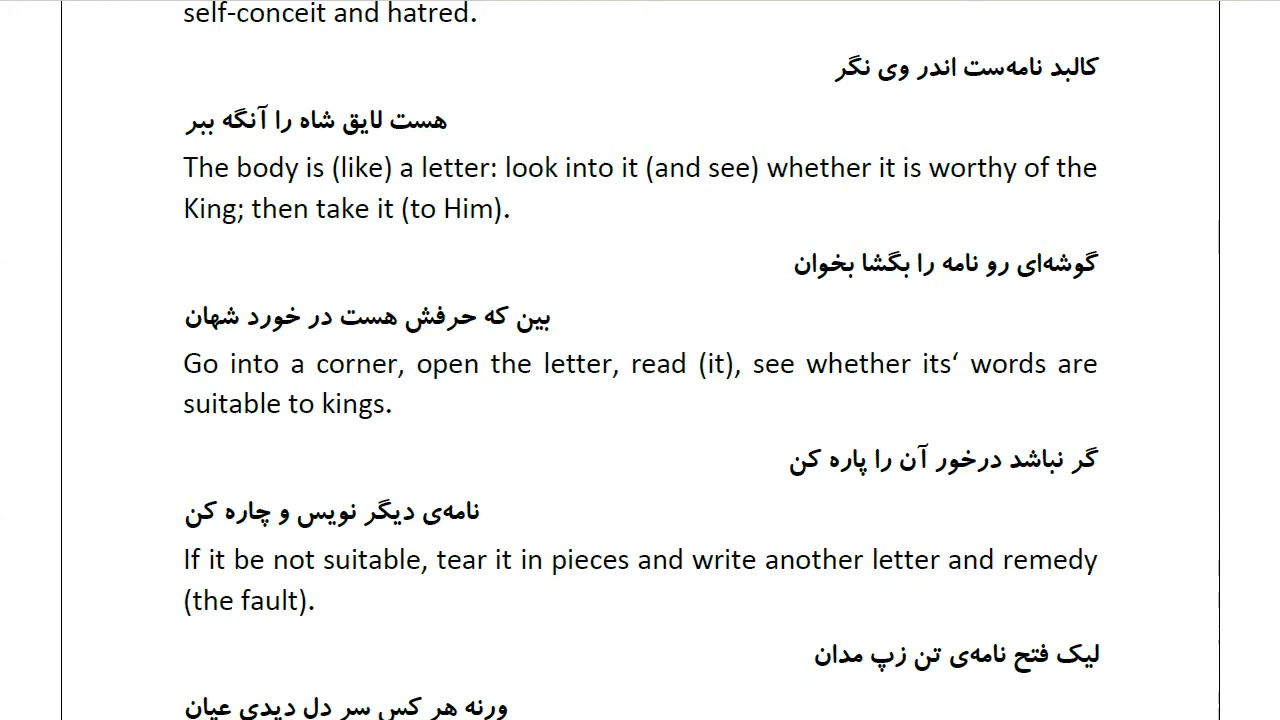 self-conceit and hatred.
کالبد نامه‌ست اندر وی نگر
هست لایق شاه را آنگه ببر
The body is (like) a letter: look into it (and see) whether it is worthy of the
King; then take it (to Him).
گوشه‌ای رو نامه را بگشا بخوان
بین که حرفش هست در خورد شهان
Go into a corner, open the letter, read (it), see whether its‘ words are
suitable to kings.
گر نباشد درخور آن را پاره کن
نامه‌ی دیگر نویس و چاره کن
If it be not suitable, tear it in pieces and write another letter and remedy
(the fault).
لیک فتح نامه‌ی تن زپ مدان
ورنه هر کس سر دل دیدی عیان